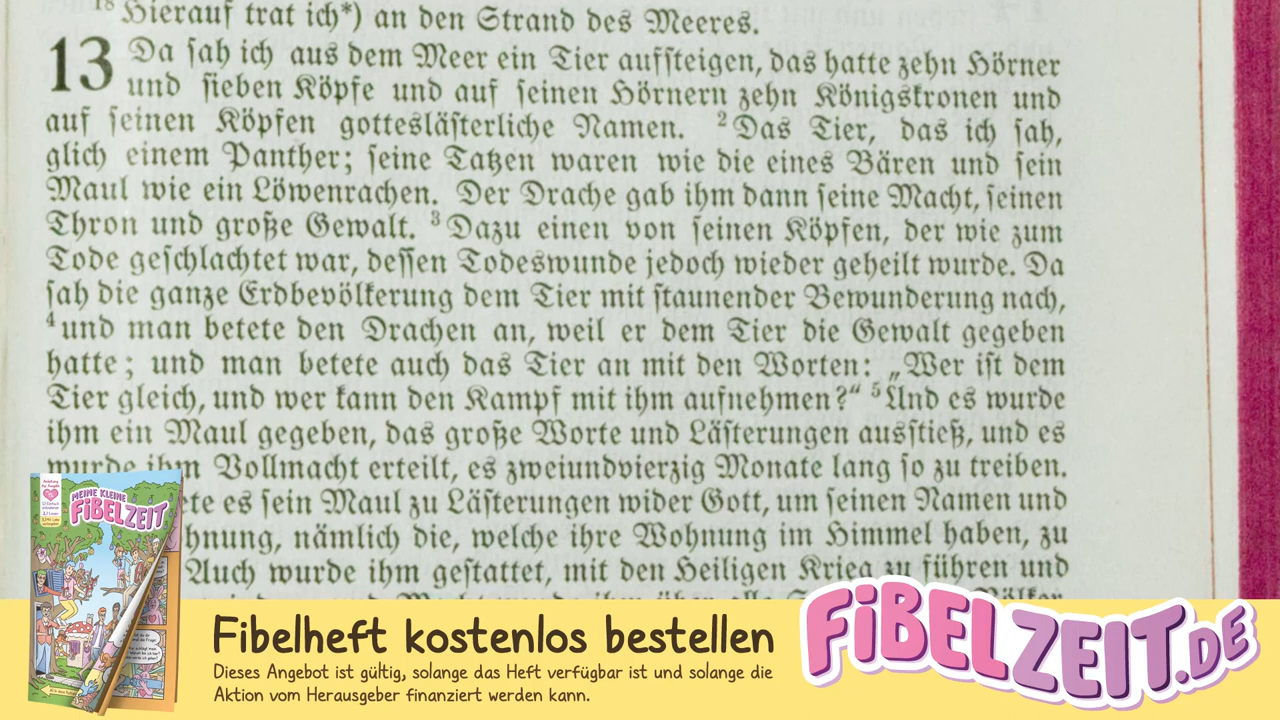 18 Hierauf trat ich*) an den Strand des Meeres.
13 Da sah ich aus dem Meer ein Tier aufsteigen, das hatte zehn Hörner
und sieben Köpfe und auf seinen Hörnern zehn Königskronen und
auf seinen Köpfen gotteslästerliche Namen. 2 Das Tier, das ich sah,
glich einem Panther; seine Tatzen waren wie die eines Bären und sein
Maul wie ein Löwenrachen. Der Drache gab ihm dann seine Macht, seinen
Thron und große Gewalt. 3 Dazu einen von seinen Köpfen, der wie zum
Tode geschlachtet war, dessen Todeswunde jedoch wieder geheilt wurde. Da
sah die ganze Erdbevölkerung dem Tier mit staunender Bewunderung nach,
4 und man betete den Drachen an, weil er dem Tier die Gewalt gegeben
hatte; und man betete auch das Tier an mit den Worten: „Wer ist dem
Tier gleich, und wer kann den Kampf mit ihm aufnehmen?“ 5 Und es wurde
ihm ein Maul gegeben, das große Worte und Lästerungen ausstieß, und es
wurde ihm Vollmacht erteilt, es zweiundvierzig Monate lang so zu treiben.
te es sein Maul zu Lästerungen wider Gott, um seinen Namen und
hnung, nämlich die, welche ihre Wohnung im Himmel haben, zu
Auch wurde ihm gestattet, mit den Heiligen Krieg zu führen und
MEINE KLEINE
FiBELZEIT
Fibelheft kostenlos bestellen
Dieses Angebot ist gültig, solange das Heft verfügbar ist und solange die
Aktion vom Herausgeber finanziert werden kann.
FiBELZEIT.DE